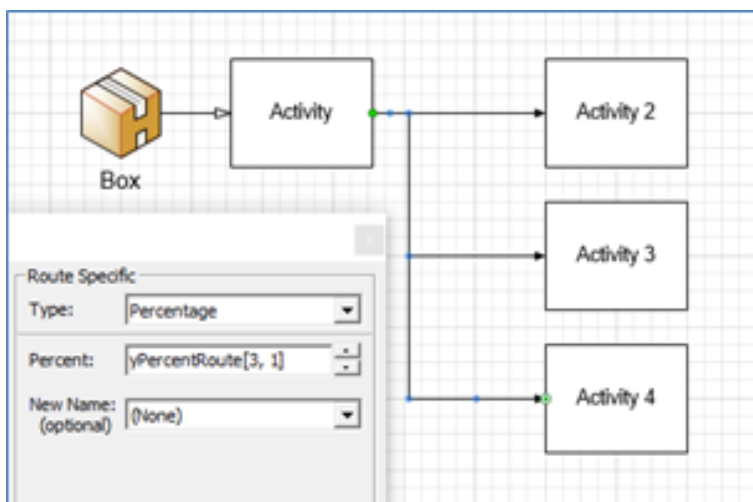 Activity
Activity 2
Box
Activity 3
Route Specific
Type:
Percentage
Percent:
yPercentRoute[3, 1]
New Name:
(optional)
(None)
Activity 4